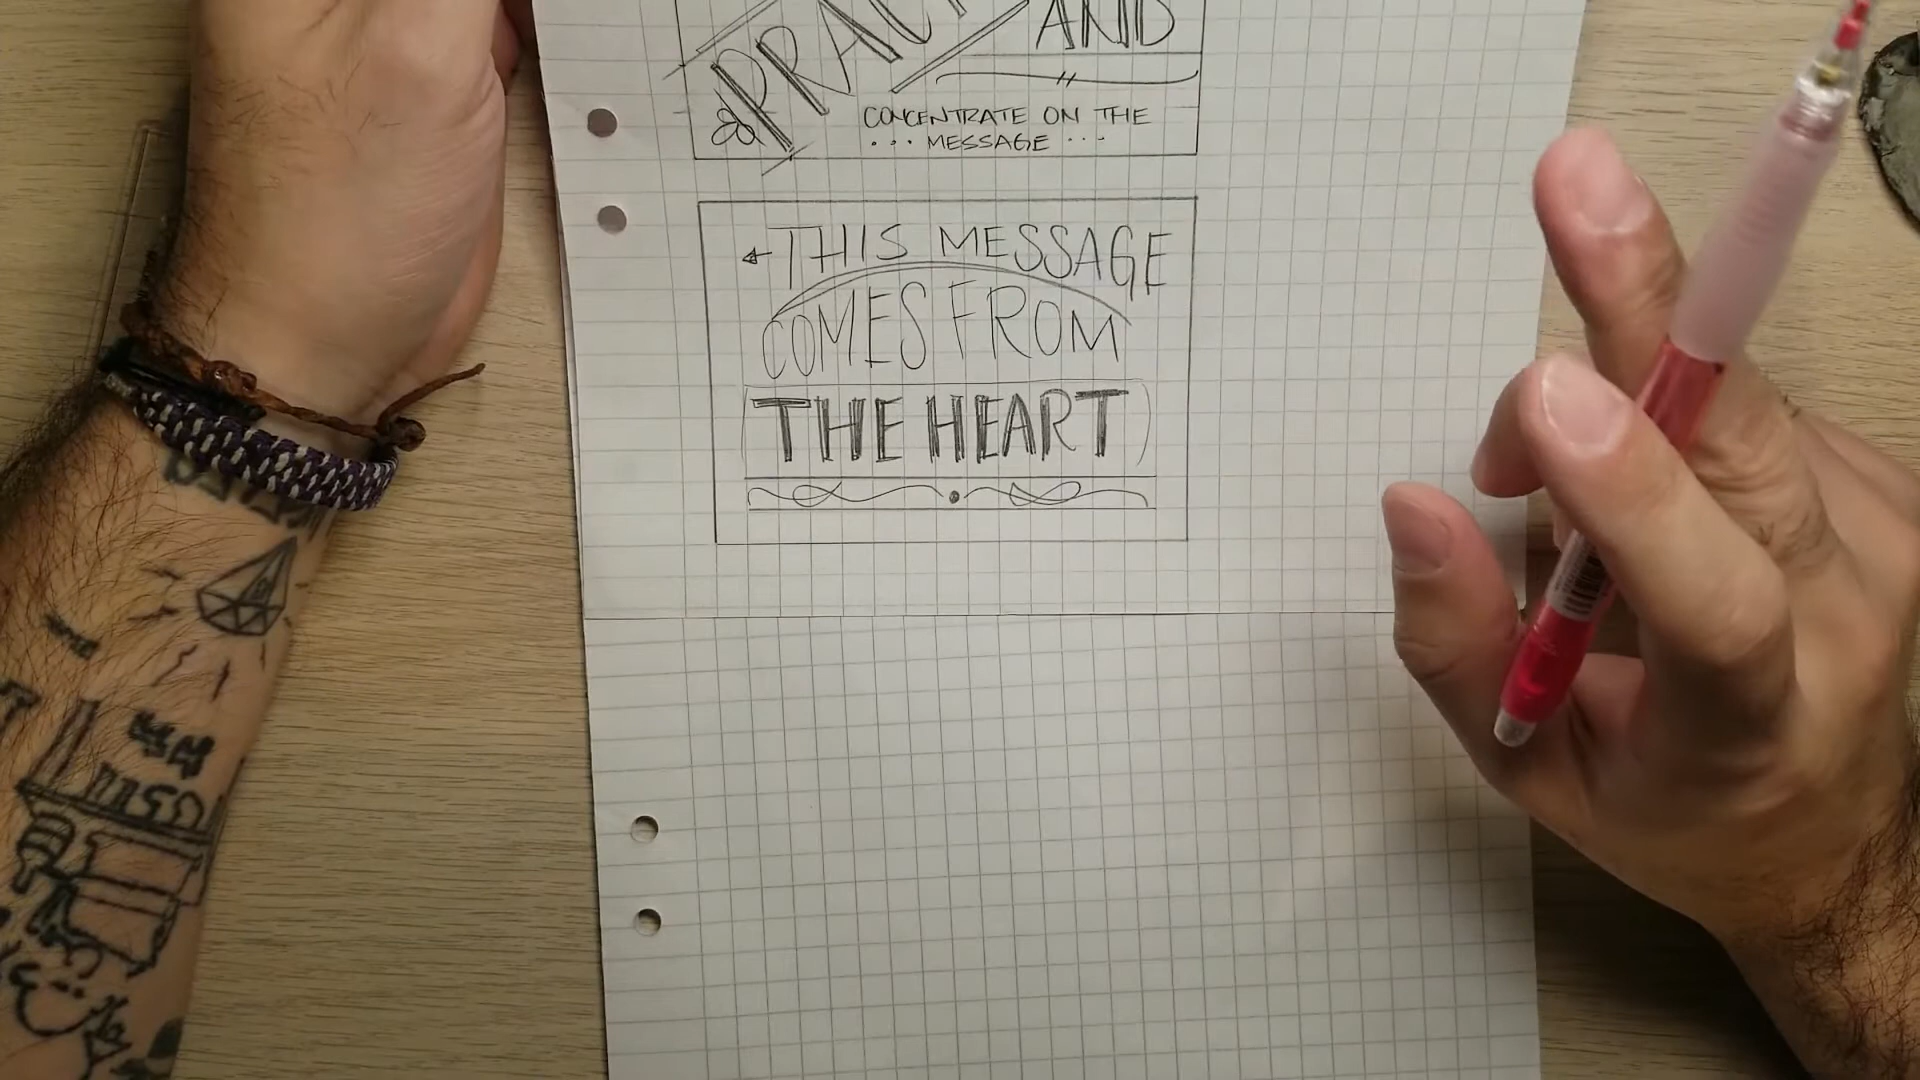 AND
CONCENTRATE ON THE
... MESSAGE ...
THIS MESSAGE
COMES FROM
THE HEART